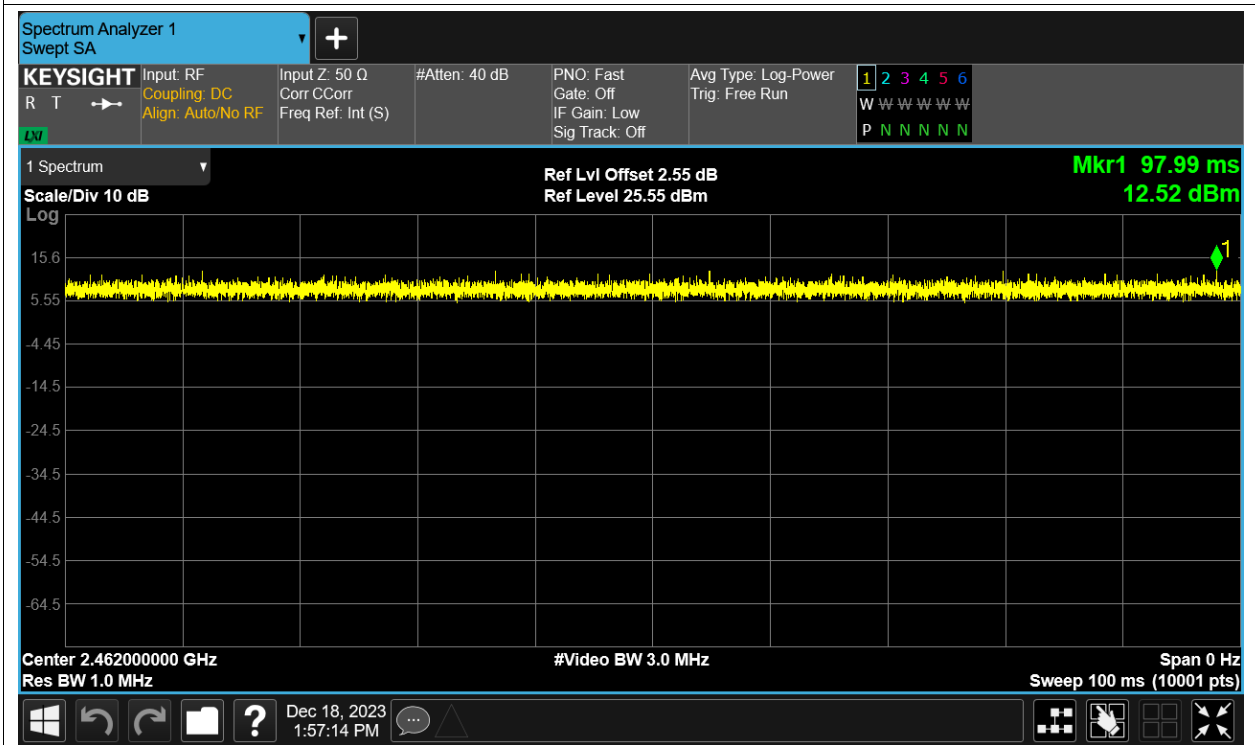 Spectrum Analyzer 1
Swept SA
KEYSIGHT
R T
LXI
Input: RF
Coupling: DC
Align: Auto/No RF
Input Z: 50 Ω
Corr CCorr
Freq Ref: Int (S)
#Atten: 40 dB
PNO: Fast
Gate: Off
IF Gain: Low
Sig Track: Off
Avg Type: Log-Power
Trig: Free Run
1 2 3 4 5 6
W W W W W W
P N N N N N
1 Spectrum
Scale/Div 10 dB
Log
Ref Lvl Offset 2.55 dB
Ref Level 25.55 dBm
Mkr1 97.99 ms
12.52 dBm
1
15.6
5.55
-4.45
-14.5
-24.5
-34.5
-44.5
-54.5
-64.5
Center 2.462000000 GHz
Res BW 1.0 MHz
#Video BW 3.0 MHz
Span 0 Hz
Sweep 100 ms (10001 pts)
?
Dec 18, 2023
1:57:14 PM